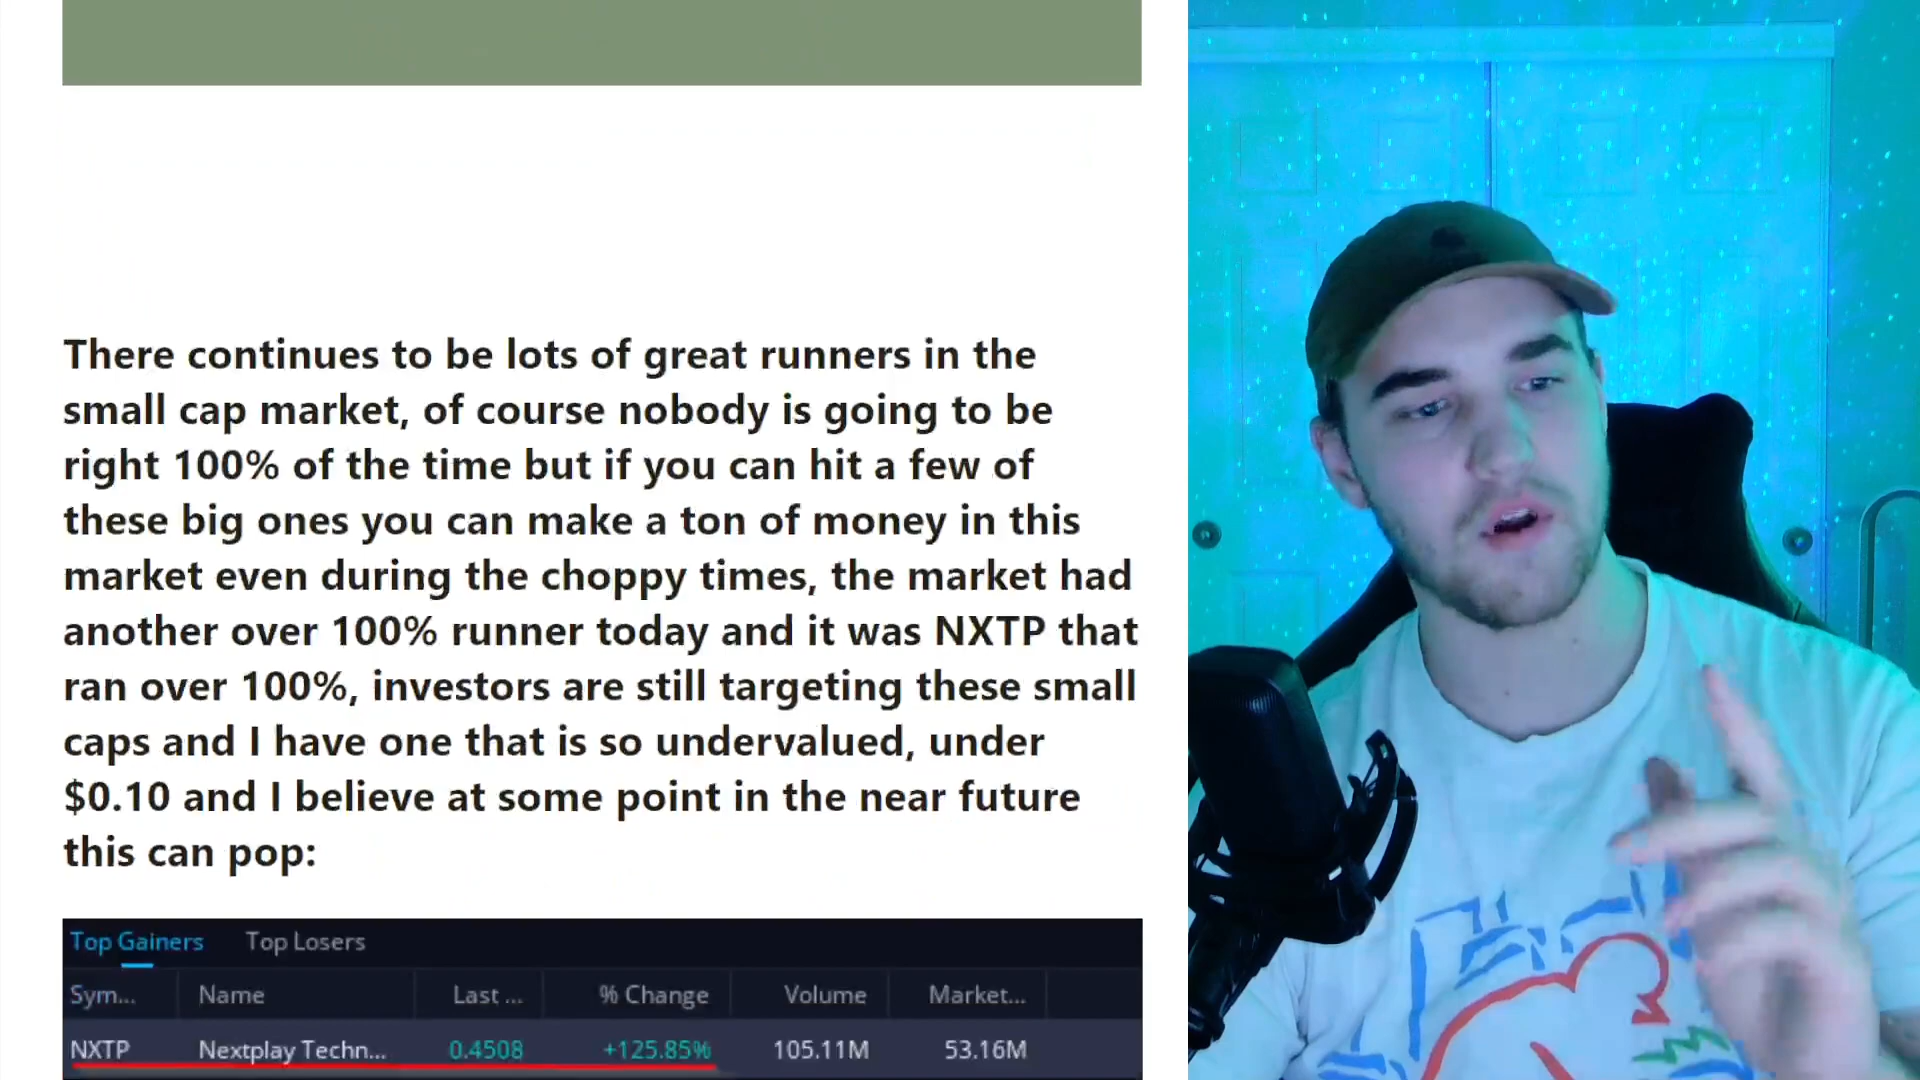 There continues to be lots of great runners in the
small cap market, of course nobody is going to be
right 100% of the time but if you can hit a few of
these big ones you can make a ton of money in this
market even during the choppy times, the market had
another over 100% runner today and it was NXTP that
ran over 100%, investors are still targeting these small
caps and I have one that is so undervalued, under
$0.10 and I believe at some point in the near future
this can pop:
Top Gainers Top Losers
Sym... Name Last ... % Change Volume Market...
NXTP Nextplay Techn... 0.4508 +125.85% 105.11M 53.16M